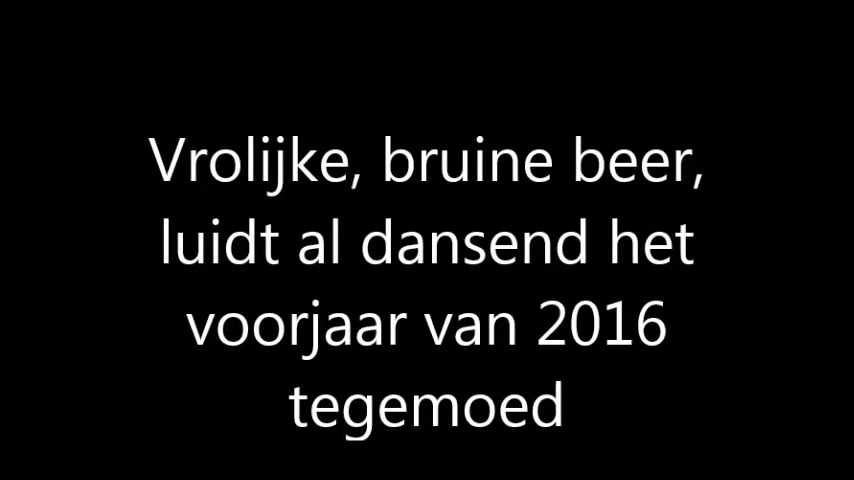 Vrolijke, bruine beer,
luidt al dansend het
voorjaar van 2016
tegemoed